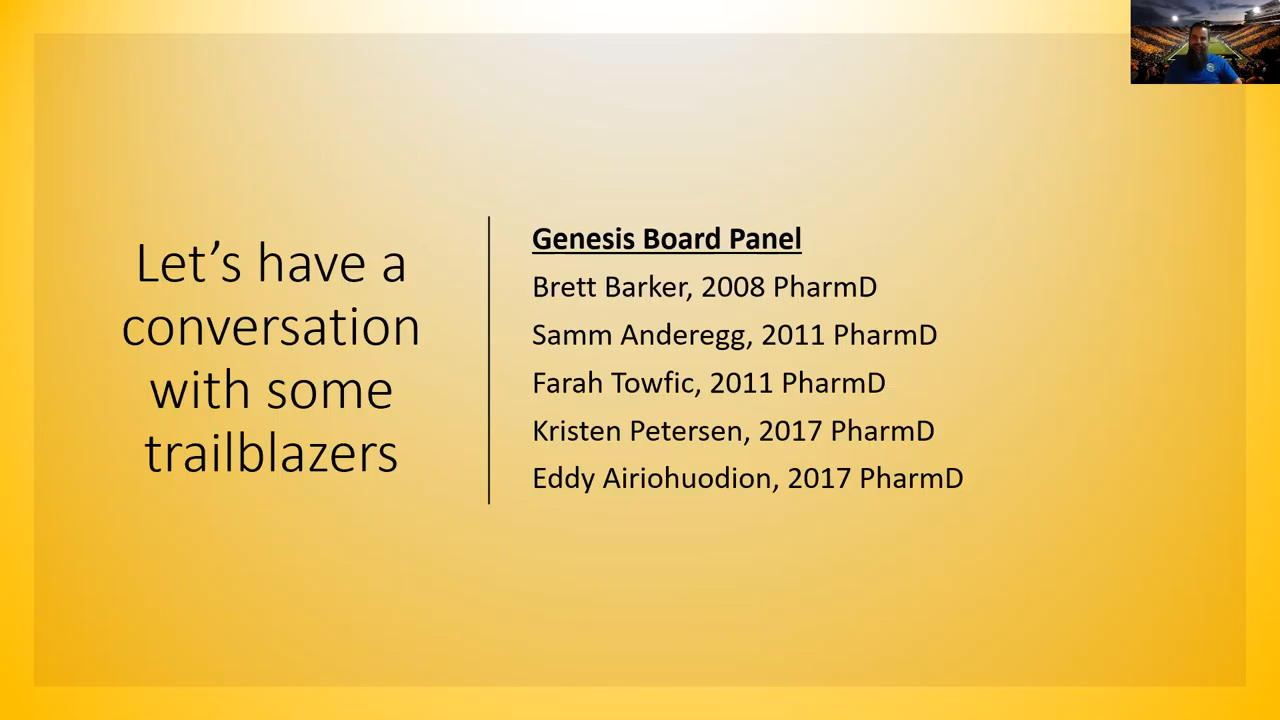 Let’s have a
conversation
with some
trailblazers
Genesis Board Panel
Brett Barker, 2008 PharmD
Samm Anderegg, 2011 PharmD
Farah Towfic, 2011 PharmD
Kristen Petersen, 2017 PharmD
Eddy Airiohuodion, 2017 PharmD